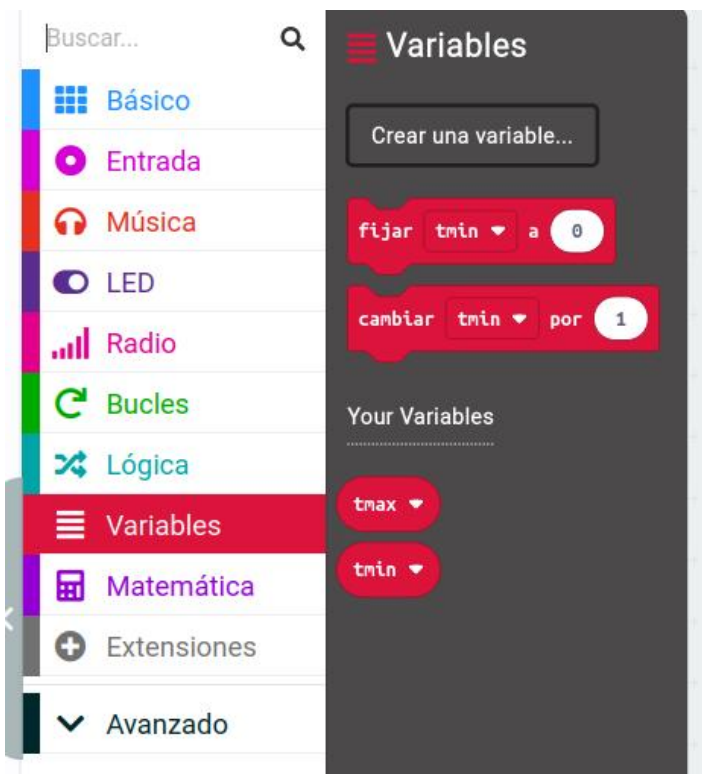 Buscar...
Básico
Entrada
Música
LED
Radio
Bucles
Lógica
Variables
Matemática
Extensiones
Avanzado
Variables
Crear una variable...
fijar tmin a 0
cambiar tmin por 1
Your Variables
tmax
tmin